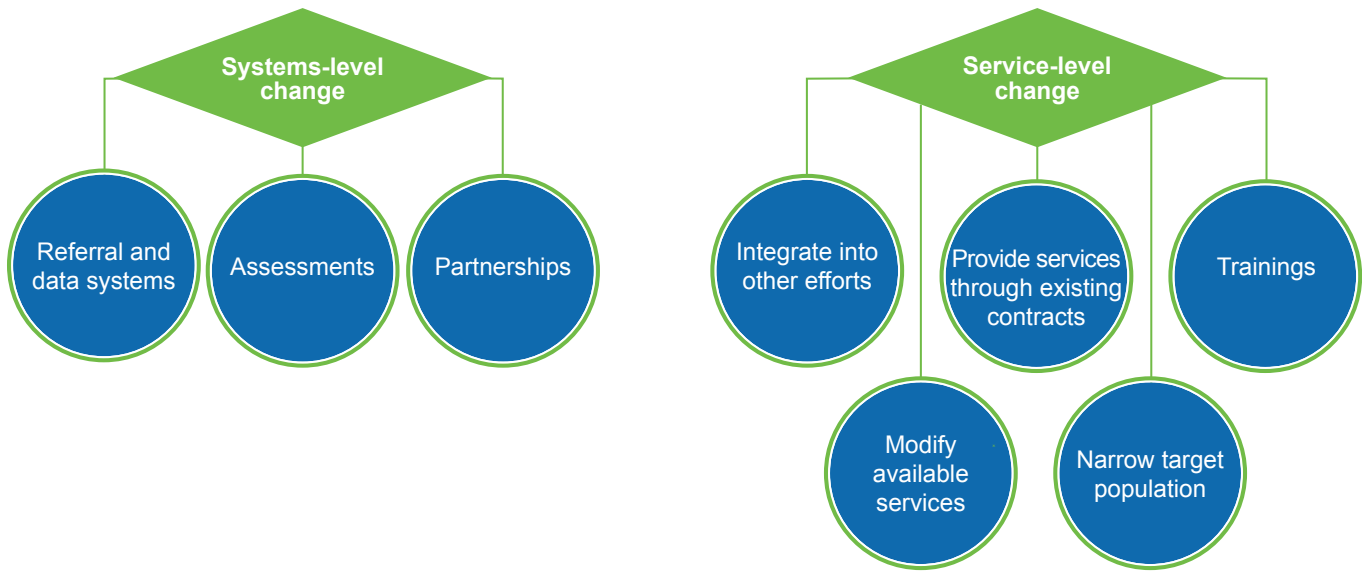 Systems-level
change
Referral and
data systems
Assessments
Partnerships
Service-level
change
Integrate into
other efforts
Provide services
through existing
contracts
Trainings
Modify
available
services
Narrow target
population